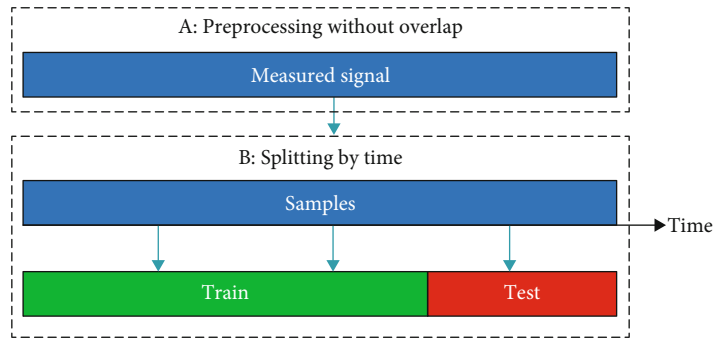 A: Preprocessing without overlap
Measured signal
B: Splitting by time
Samples
Time
Train
Test